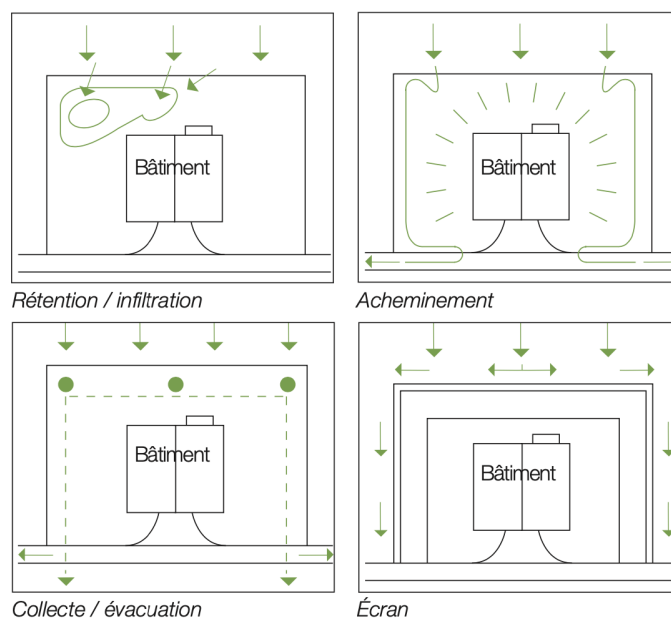 Bâtiment
Bâtiment
Rétention / infiltration
Acheminement
Bâtiment
Bâtiment
Collecte / évacuation
Écran